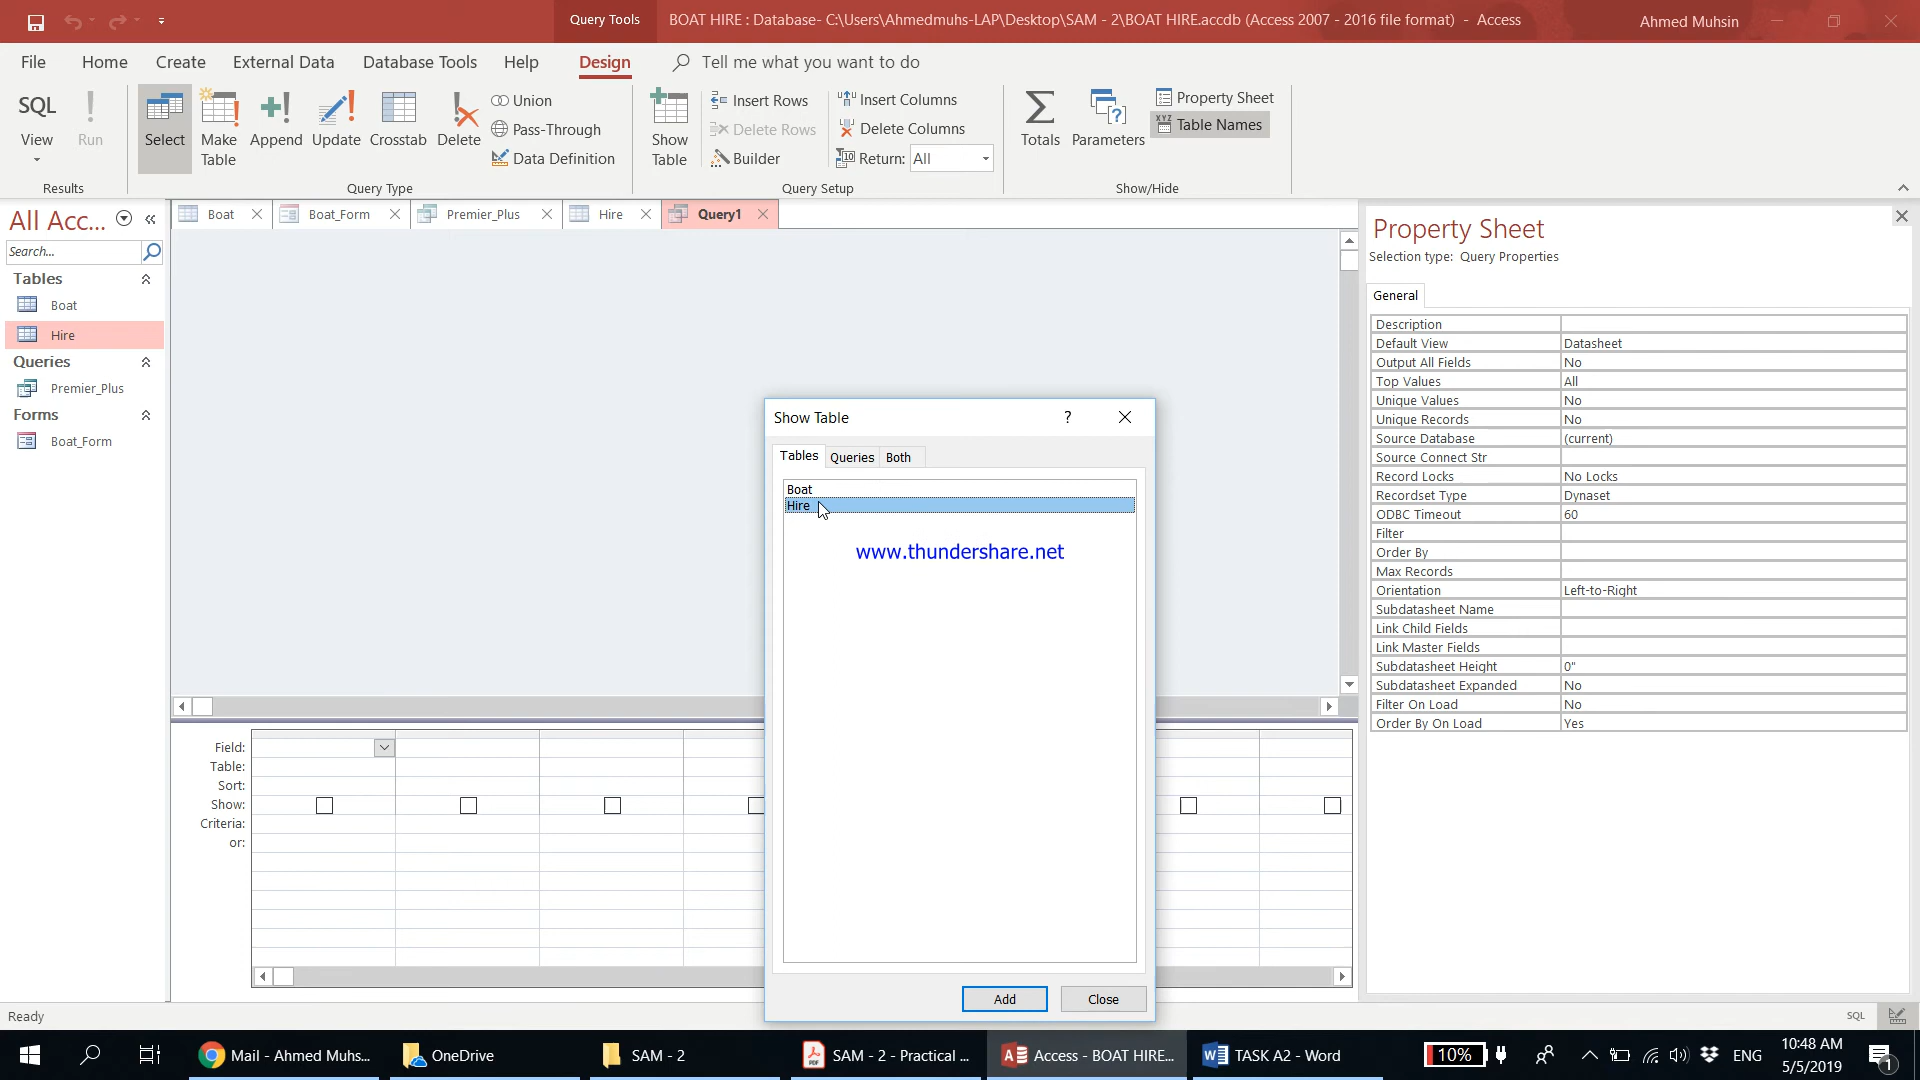 Query Tools
BOAT HIRE : Database- C:\Users\Ahmedmuhs-LAP\Desktop\SAM - 2\BOAT HIRE.accdb (Access 2007 - 2016 file format) - Access
Ahmed Muhsin
File Home Create External Data Database Tools Help Design Tell me what you want to do
SQL
View
Run
Results
Select
Make Table
Append
Update
Crosstab
Delete
Union
Pass-Through
Data Definition
Query Type
Show Table
Insert Rows
Delete Rows
Builder
Insert Columns
Delete Columns
Return: All
Query Setup
Totals
Parameters
Property Sheet
XYZ Table Names
Show/Hide
All Acc...
Search...
Tables
Boat
Hire
Queries
Premier_Plus
Forms
Boat_Form
Boat
Boat_Form
Premier_Plus
Hire
Query1
Field:
Table:
Sort:
Show:
Criteria:
or:
Show Table
?
Tables Queries Both
Boat
Hire
www.thundershare.net
Add Close
Property Sheet
Selection type: Query Properties
General
Description
Default View Datasheet
Output All Fields No
Top Values All
Unique Values No
Unique Records No
Source Database (current)
Source Connect Str
Record Locks No Locks
Recordset Type Dynaset
ODBC Timeout 60
Filter
Order By
Max Records
Orientation Left-to-Right
Subdatasheet Name
Link Child Fields
Link Master Fields
Subdatasheet Height 0"
Subdatasheet Expanded No
Filter On Load No
Order By On Load Yes
Ready
SQL
Mail - Ahmed Muhs...
OneDrive
SAM - 2
SAM - 2 - Practical ...
Access - BOAT HIRE...
TASK A2 - Word
10%
ENG
10:48 AM
5/5/2019
1